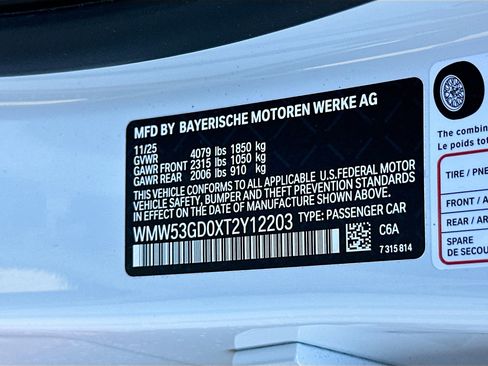 MFD BY BAYERISCHE MOTOREN WERKE AG
11/25
GVWR 4079 lbs 1850 kg
GAWR FRONT 2315 lbs 1050 kg
GAWR REAR 2006 lbs 910 kg
THIS VEHICLE CONFORMS TO ALL APPLICABLE U.S.FEDERAL MOTOR
VEHICLE SAFETY, BUMPER AND THEFT PREVENTION STANDARDS
IN EFFECT ON THE DATE OF MANUFACTURE SHOWN ABOVE.
WMW53GD0XT2Y12203 TYPE: PASSENGER CAR
C6A
7 315 814
The combin
Le poids tot
TIRE / PNE
FRONT / A
REAR / AR
SPARE
DE SECOU